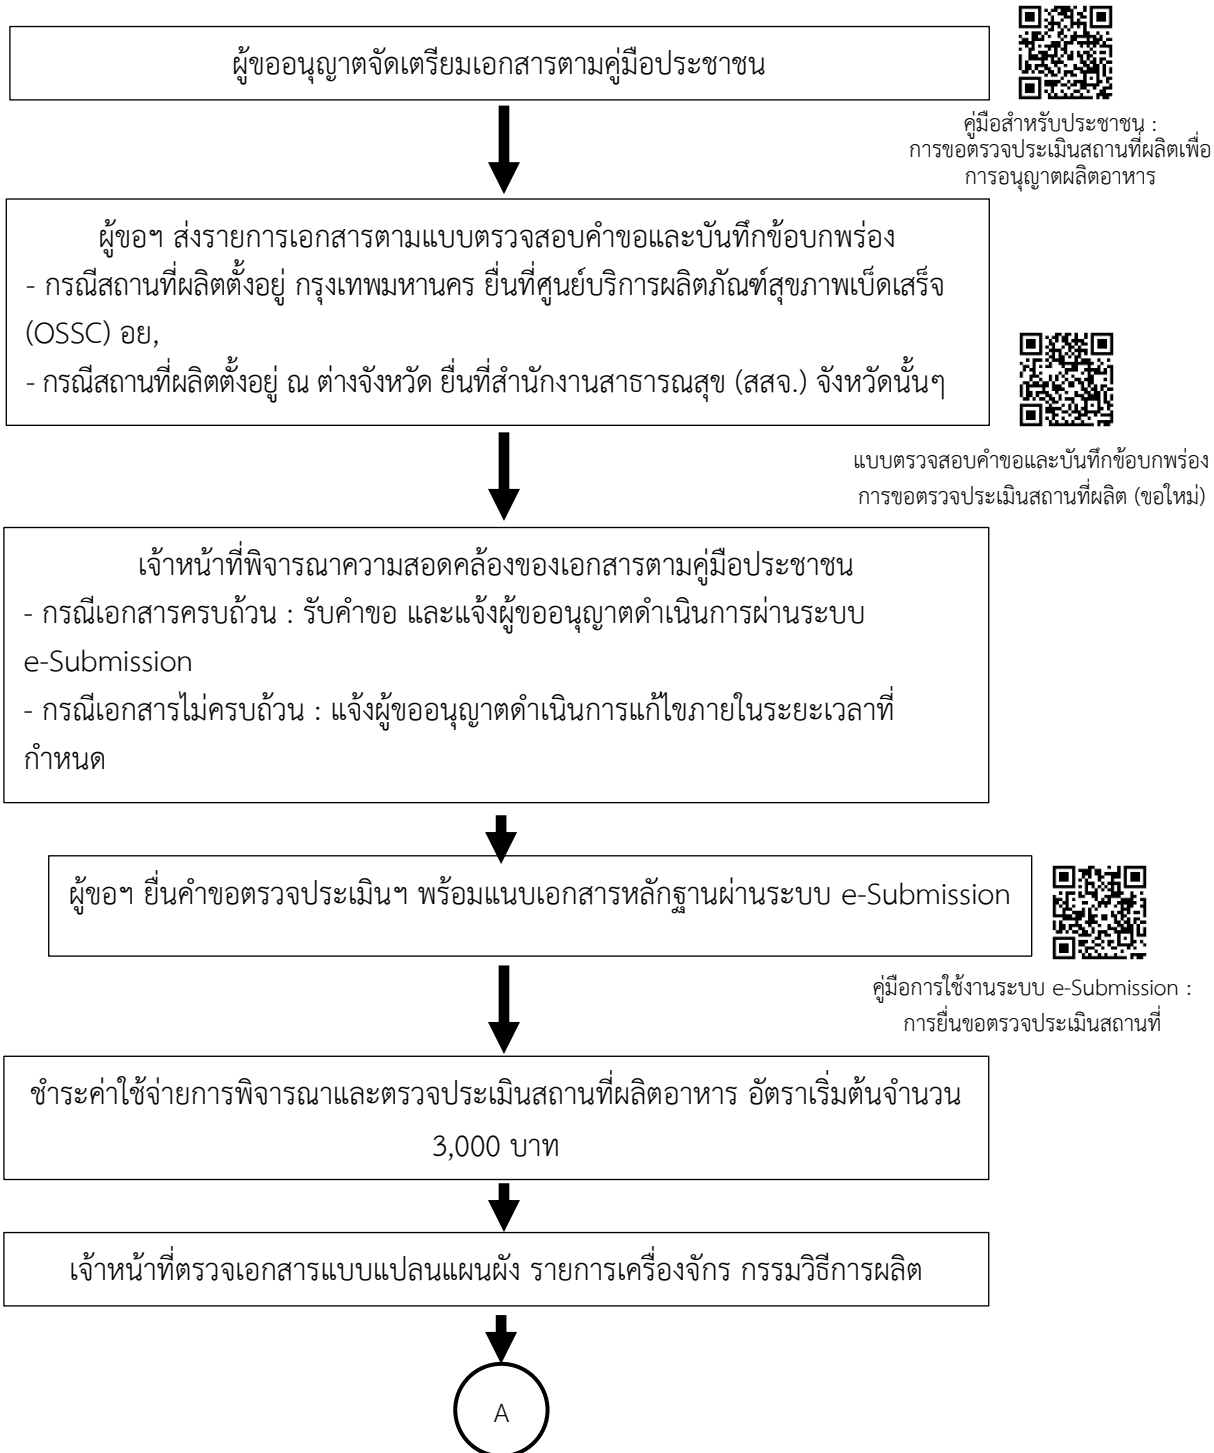 ผู้ขออนุญาตจัดเตรียมเอกสารตามคู่มือประชาชน
คู่มือสำหรับประชาชน :
การขอตรวจประเมินสถานที่ผลิตเพื่อ
การอนุญาตผลิตอาหาร
ผู้ขอฯ ส่งรายการเอกสารตามแบบตรวจสอบคำขอและบันทึกข้อบกพร่อง
- กรณีสถานที่ผลิตตั้งอยู่ กรุงเทพมหานคร ยื่นที่ศูนย์บริการผลิตภัณฑ์สุขภาพเบ็ดเสร็จ
(OSSC) อย,
- กรณีสถานที่ผลิตตั้งอยู่ ณ ต่างจังหวัด ยื่นที่สำนักงานสาธารณสุข (สสจ.) จังหวัดนั้นๆ
แบบตรวจสอบคำขอและบันทึกข้อบกพร่อง
การขอตรวจประเมินสถานที่ผลิต (ขอใหม่)
เจ้าหน้าที่พิจารณาความสอดคล้องของเอกสารตามคู่มือประชาชน
- กรณีเอกสารครบถ้วน : รับคำขอ และแจ้งผู้ขออนุญาตดำเนินการผ่านระบบ
e-Submission
- กรณีเอกสารไม่ครบถ้วน : แจ้งผู้ขออนุญาตดำเนินการแก้ไขภายในระยะเวลาที่
กำหนด
ผู้ขอฯ ยื่นคำขอตรวจประเมินฯ พร้อมแนบเอกสารหลักฐานผ่านระบบ e-Submission
คู่มือการใช้งานระบบ e-Submission :
การยื่นขอตรวจประเมินสถานที่
ชำระค่าใช้จ่ายการพิจารณาและตรวจประเมินสถานที่ผลิตอาหาร อัตราเริ่มต้นจำนวน
3,000 บาท
เจ้าหน้าที่ตรวจเอกสารแบบแปลนแผนผัง รายการเครื่องจักร กรรมวิธีการผลิต
A